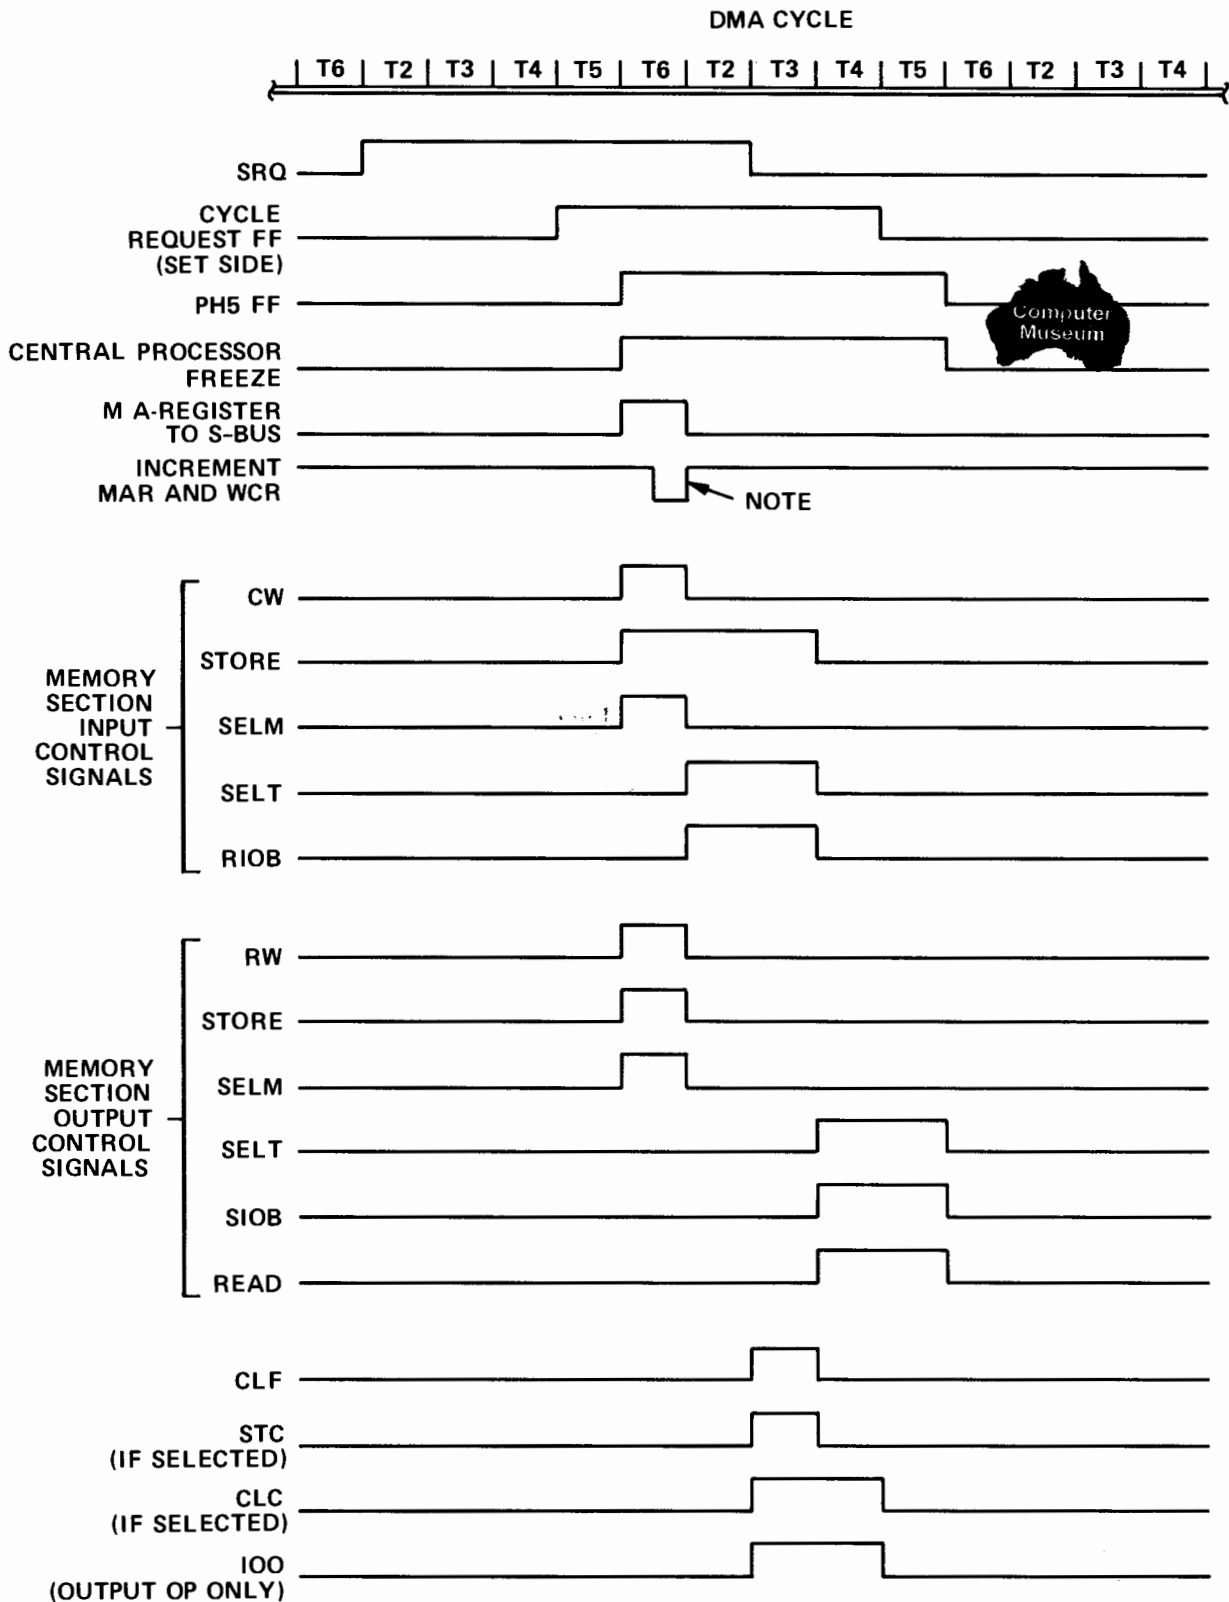 DMA CYCLE
T6 T2 T3 T4 T5 T6 T2 T3 T4 T5 T6 T2 T3 T4
SRQ
CYCLE
REQUEST FF
(SET SIDE)
PH5 FF
Computer
Museum
CENTRAL PROCESSOR
FREEZE
M A-REGISTER
TO S-BUS
INCREMENT
MAR AND WCR
NOTE
MEMORY
SECTION
INPUT
CONTROL
SIGNALS
CW
STORE
SELM
SELT
RIOB
MEMORY
SECTION
OUTPUT
CONTROL
SIGNALS
RW
STORE
SELM
SELT
SIOB
READ
CLF
STC
(IF SELECTED)
CLC
(IF SELECTED)
IOO
(OUTPUT OP ONLY)